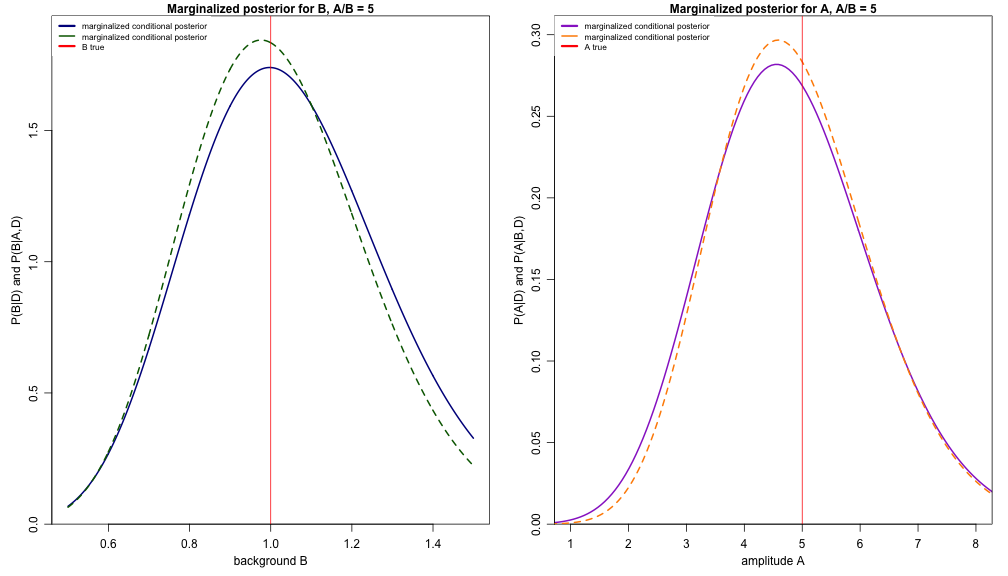 Marginalized posterior for B, A/B = 5
marginalized conditional posterior
marginalized conditional posterior
B true
P(B|D) and P(B|A,D)
1.5
1.0
0.5
0.0
0.6 0.8 1.0 1.2 1.4
background B
Marginalized posterior for A, A/B = 5
marginalized conditional posterior
marginalized conditional posterior
A true
P(A|D) and P(A|B,D)
0.30
0.25
0.20
0.15
0.10
0.05
0.00
1 2 3 4 5 6 7 8
amplitude A